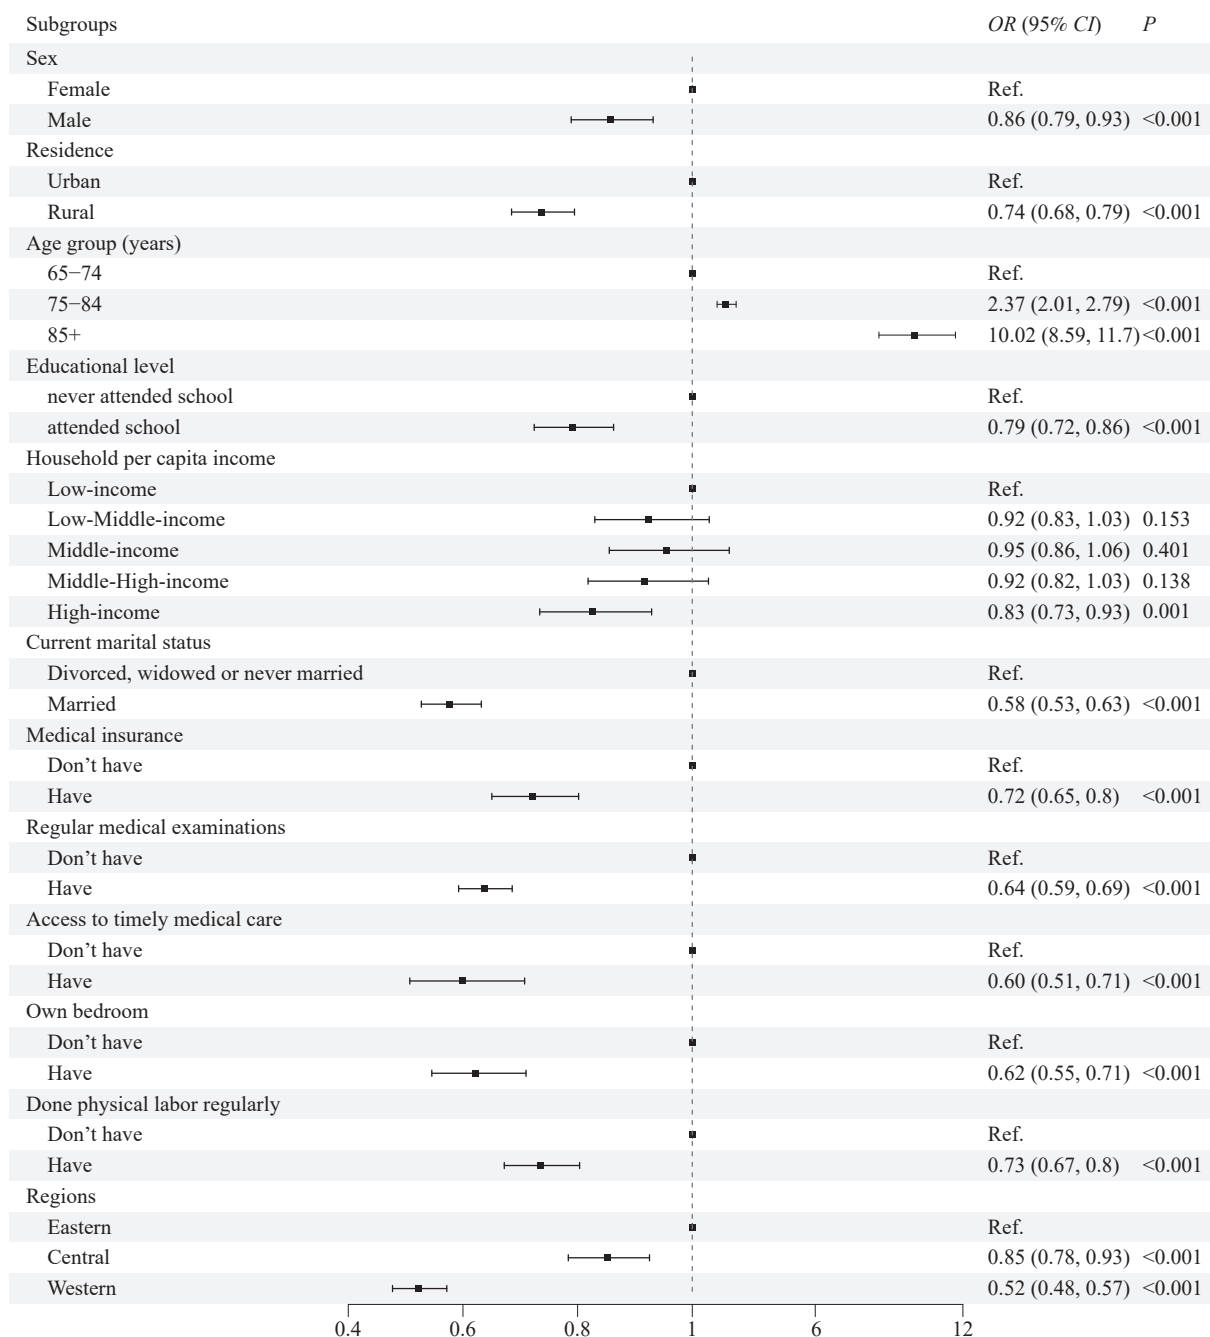 Subgroups OR (95% CI) P
Sex
Female Ref.
Male 0.86 (0.79, 0.93) <0.001
Residence
Urban Ref.
Rural 0.74 (0.68, 0.79) <0.001
Age group (years)
65−74 Ref.
75−84 2.37 (2.01, 2.79) <0.001
85+ 10.02 (8.59, 11.7) <0.001
Educational level
never attended school Ref.
attended school 0.79 (0.72, 0.86) <0.001
Household per capita income
Low-income Ref.
Low-Middle-income 0.92 (0.83, 1.03) 0.153
Middle-income 0.95 (0.86, 1.06) 0.401
Middle-High-income 0.92 (0.82, 1.03) 0.138
High-income 0.83 (0.73, 0.93) 0.001
Current marital status
Divorced, widowed or never married Ref.
Married 0.58 (0.53, 0.63) <0.001
Medical insurance
Don’t have Ref.
Have 0.72 (0.65, 0.8) <0.001
Regular medical examinations
Don’t have Ref.
Have 0.64 (0.59, 0.69) <0.001
Access to timely medical care
Don’t have Ref.
Have 0.60 (0.51, 0.71) <0.001
Own bedroom
Don’t have Ref.
Have 0.62 (0.55, 0.71) <0.001
Done physical labor regularly
Don’t have Ref.
Have 0.73 (0.67, 0.8) <0.001
Regions
Eastern Ref.
Central 0.85 (0.78, 0.93) <0.001
Western 0.52 (0.48, 0.57) <0.001
0.4 0.6 0.8 1 6 12